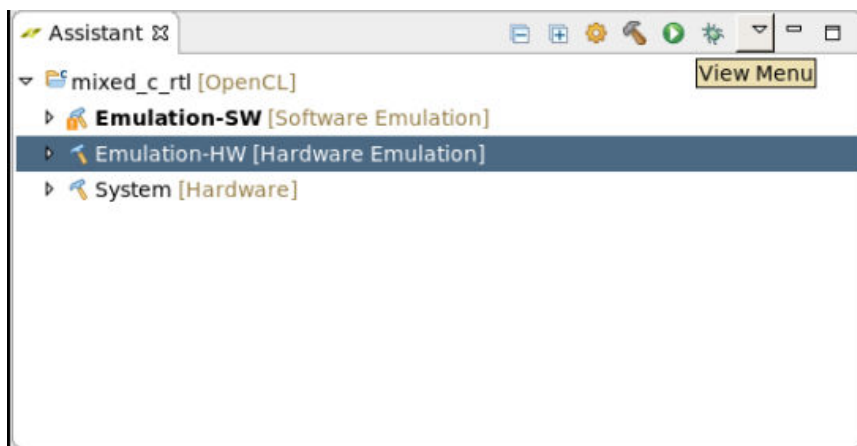 Assistant
View Menu
mixed_c_rtl [OpenCL]
Emulation-SW [Software Emulation]
Emulation-HW [Hardware Emulation]
System [Hardware]